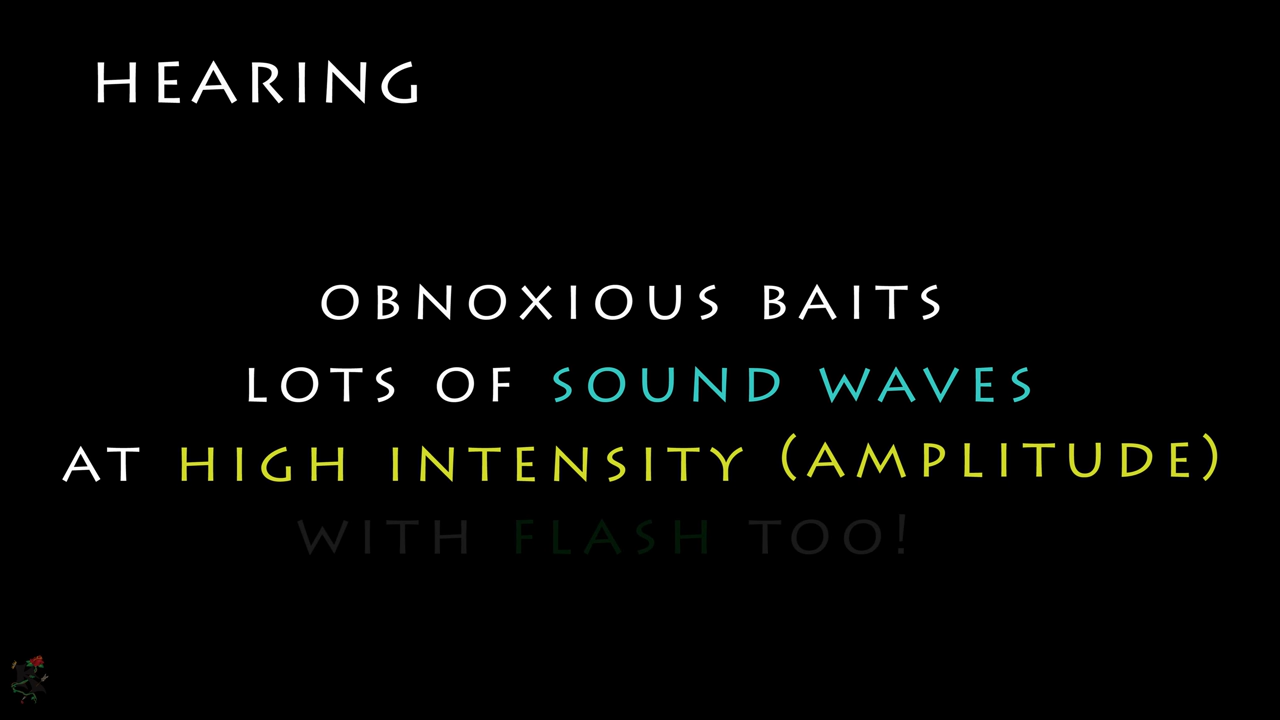 HEARING
OBNOXIOUS BAITS
LOTS OF SOUND WAVES
AT HIGH INTENSITY (AMPLITUDE)
WITH FLASH TOO!